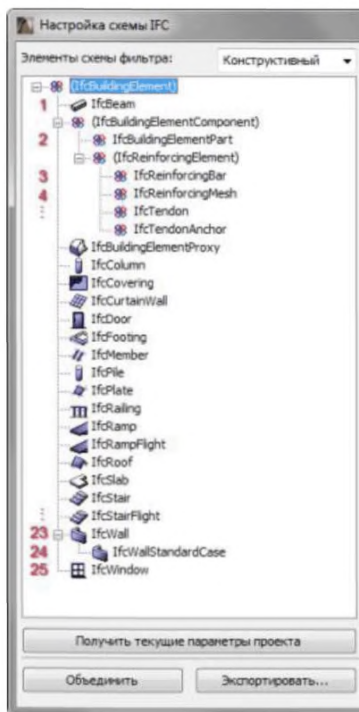 Настройка схемы IFC
Элементы схемы фильтра: Конструктивный
(IfcBuildingElement)
1 IfcBeam
(IfcBuildingElementComponent)
2 IfcBuildingElementPart
(IfcReinforcingElement)
3 IfcReinforcingBar
4 IfcReinforcingMesh
IfcTendon
IfcTendonAnchor
IfcBuildingElementProxy
IfcColumn
IfcCovering
IfcCurtainWall
IfcDoor
IfcFooting
IfcMember
IfcPile
IfcPlate
IfcRailing
IfcRamp
IfcRampFlight
IfcRoof
IfcSlab
IfcStair
IfcStairFlight
23 IfcWall
24 IfcWallStandardCase
25 IfcWindow
Получить текущие параметры проекта
Объединить Экспортировать...